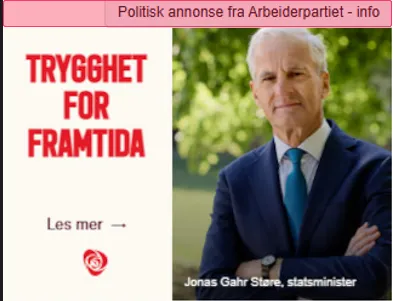 Politisk annonse fra Arbeiderpartiet - info
TRYGGHET
FOR
FRAMTIDA
Les mer →
Jonas Gahr Støre, statsminister